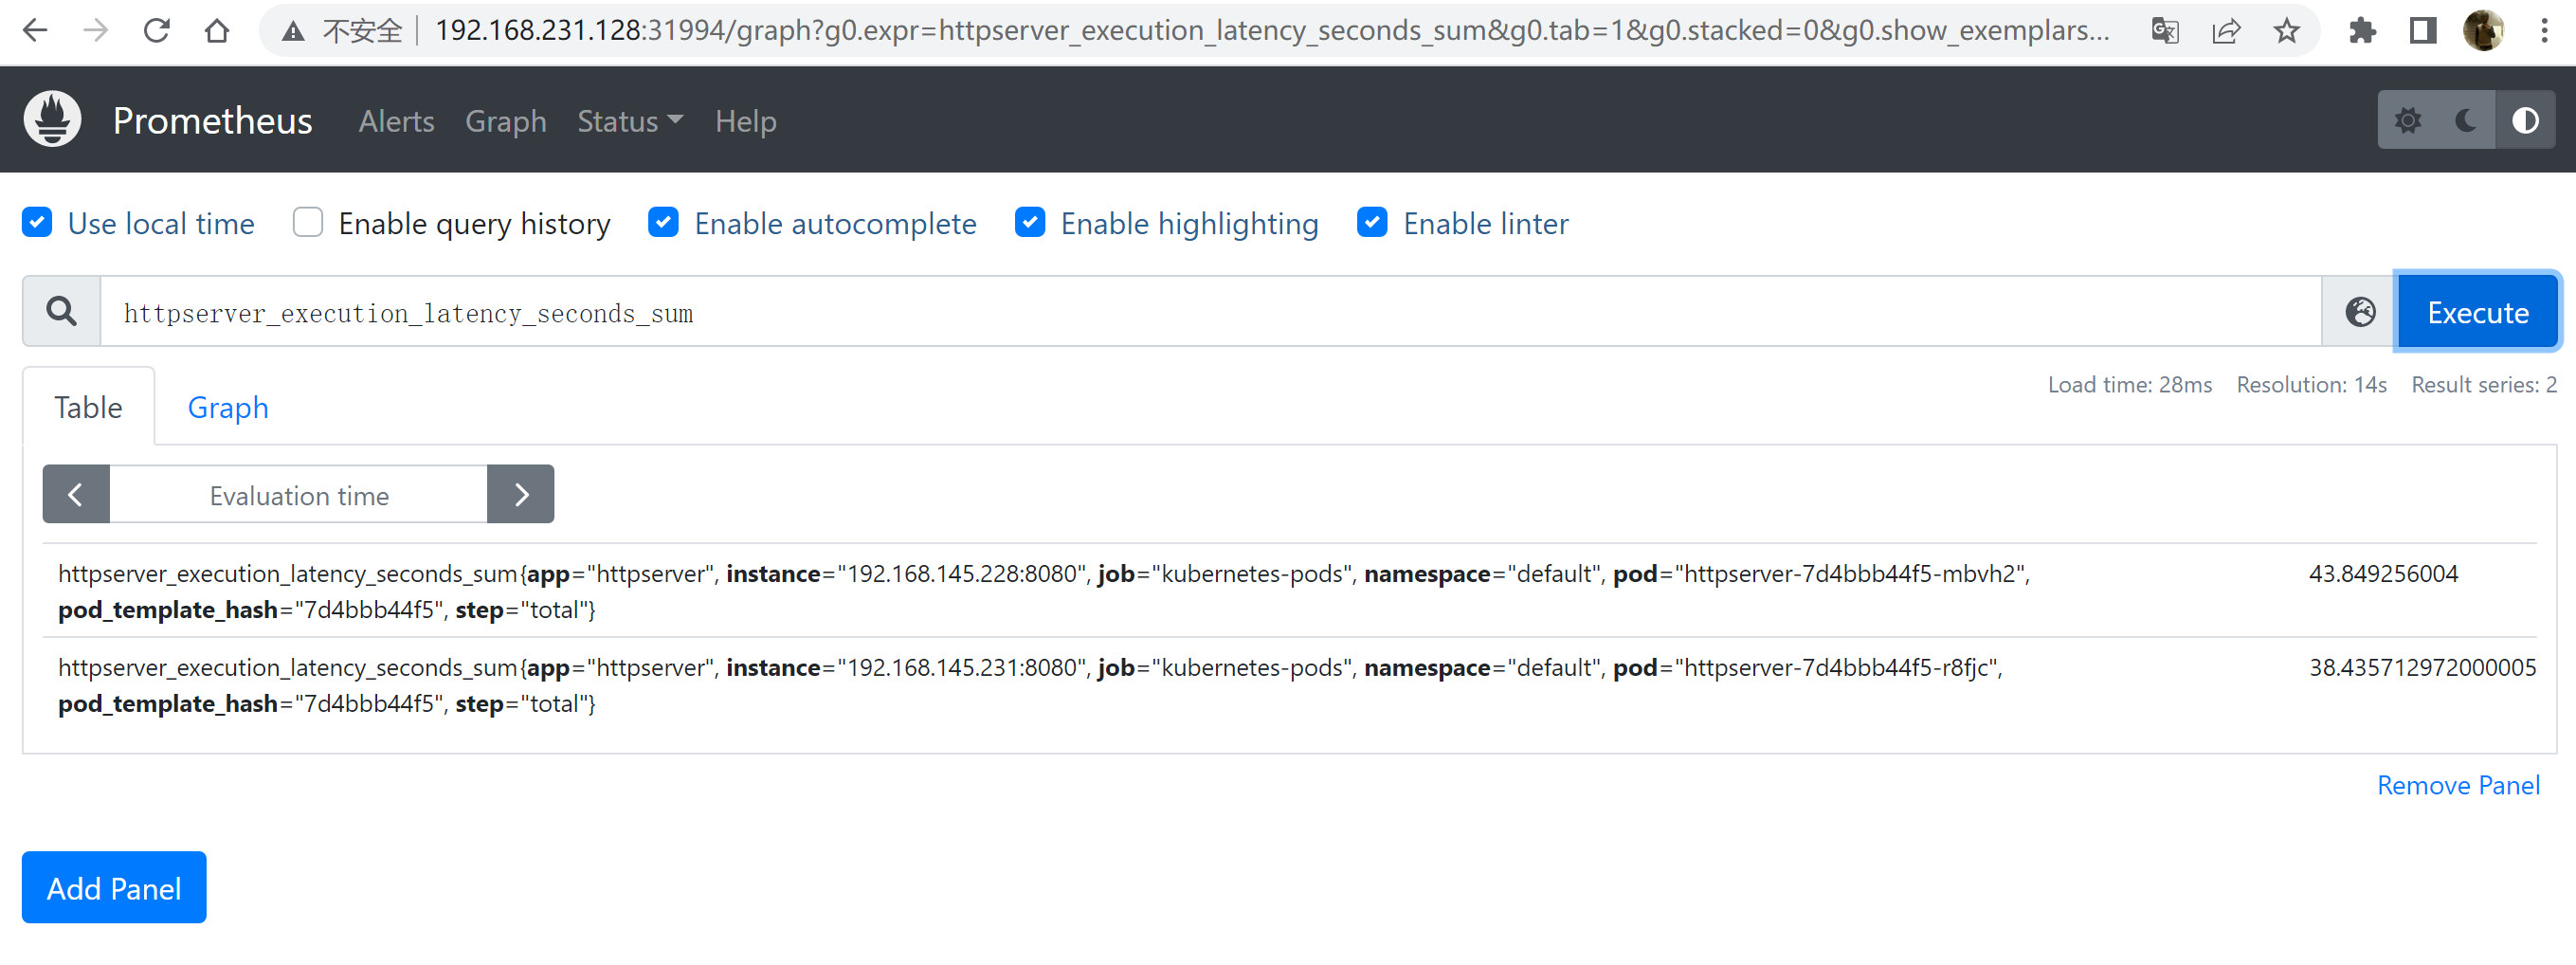 不安全 192.168.231.128:31994/graph?g0.expr=httpserver_execution_latency_seconds_sum&g0.tab=1&g0.stacked=0&g0.show_exemplars...
Prometheus Alerts Graph Status Help
Use local time Enable query history Enable autocomplete Enable highlighting Enable linter
httpserver_execution_latency_seconds_sum Execute
Load time: 28ms Resolution: 14s Result series: 2
Table Graph
Evaluation time
httpserver_execution_latency_seconds_sum{app="httpserver", instance="192.168.145.228:8080", job="kubernetes-pods", namespace="default", pod="httpserver-7d4bbb44f5-mbvh2", 43.849256004
pod_template_hash="7d4bbb44f5", step="total"}
httpserver_execution_latency_seconds_sum{app="httpserver", instance="192.168.145.231:8080", job="kubernetes-pods", namespace="default", pod="httpserver-7d4bbb44f5-r8fjc", 38.435712972000005
pod_template_hash="7d4bbb44f5", step="total"}
Remove Panel
Add Panel